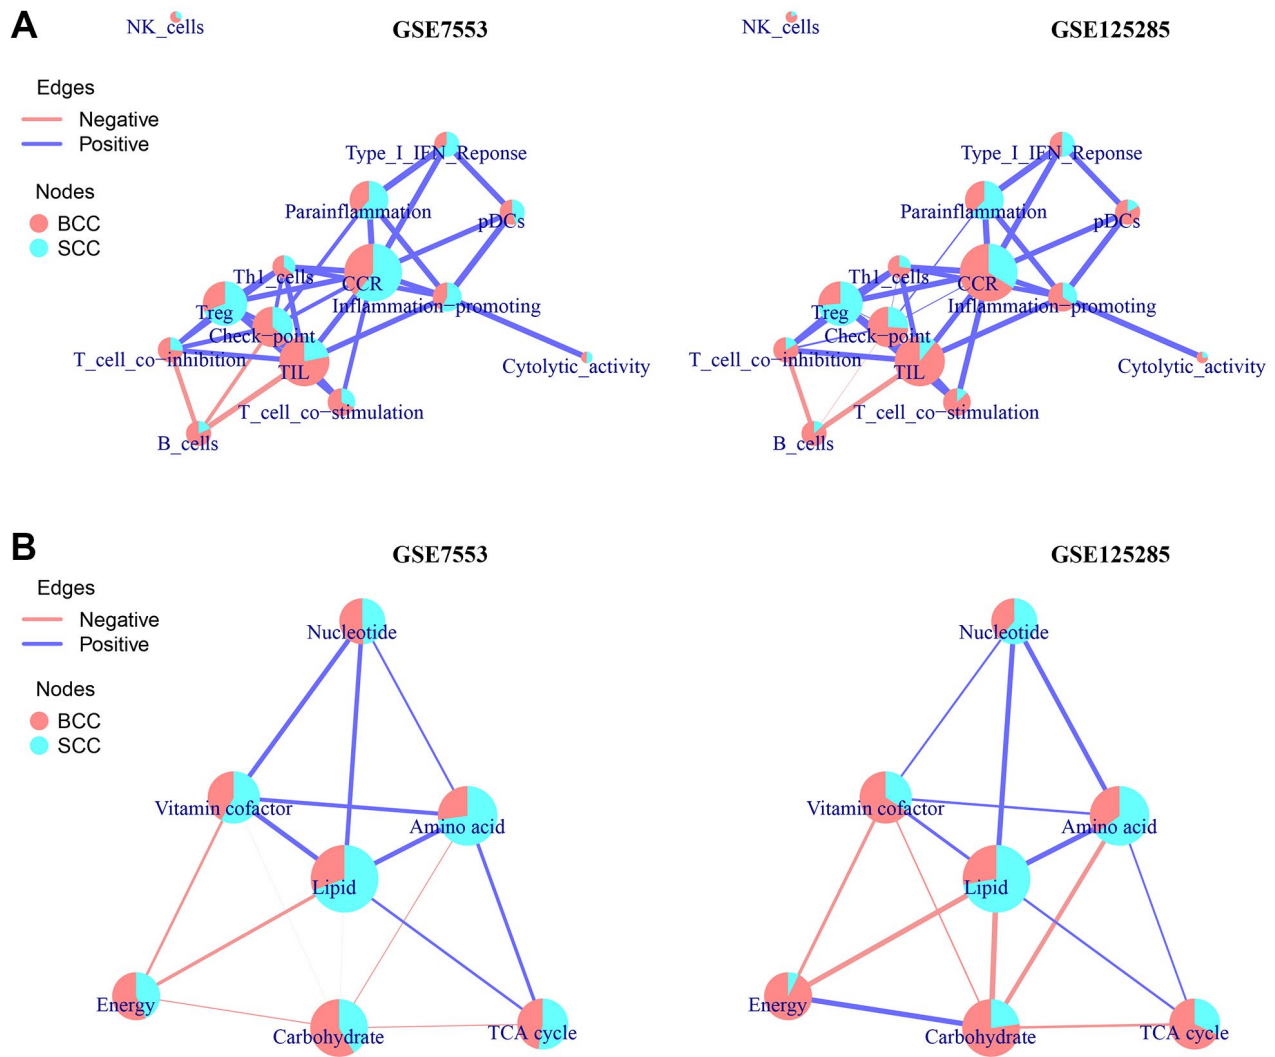 A
NK_cells
GSE7553
NK_cells
GSE125285
Edges
Negative
Positive
Nodes
BCC
SCC
Type_I_IFN_Reponse
Parainflammation
pDCs
Th1_cells
CCR
Treg
Inflammation−promoting
Check−point
T_cell_co−inhibition
TIL
Cytolytic_activity
T_cell_co−stimulation
B_cells
Type_I_IFN_Reponse
Parainflammation
pDCs
Th1_cells
CCR
Treg
Inflammation−promoting
Check−point
T_cell_co−inhibition
TIL
Cytolytic_activity
T_cell_co−stimulation
B_cells
B
GSE7553
GSE125285
Edges
Negative
Positive
Nodes
BCC
SCC
Nucleotide
Vitamin cofactor
Amino acid
Lipid
Energy
Carbohydrate
TCA cycle
Nucleotide
Vitamin cofactor
Amino acid
Lipid
Energy
Carbohydrate
TCA cycle